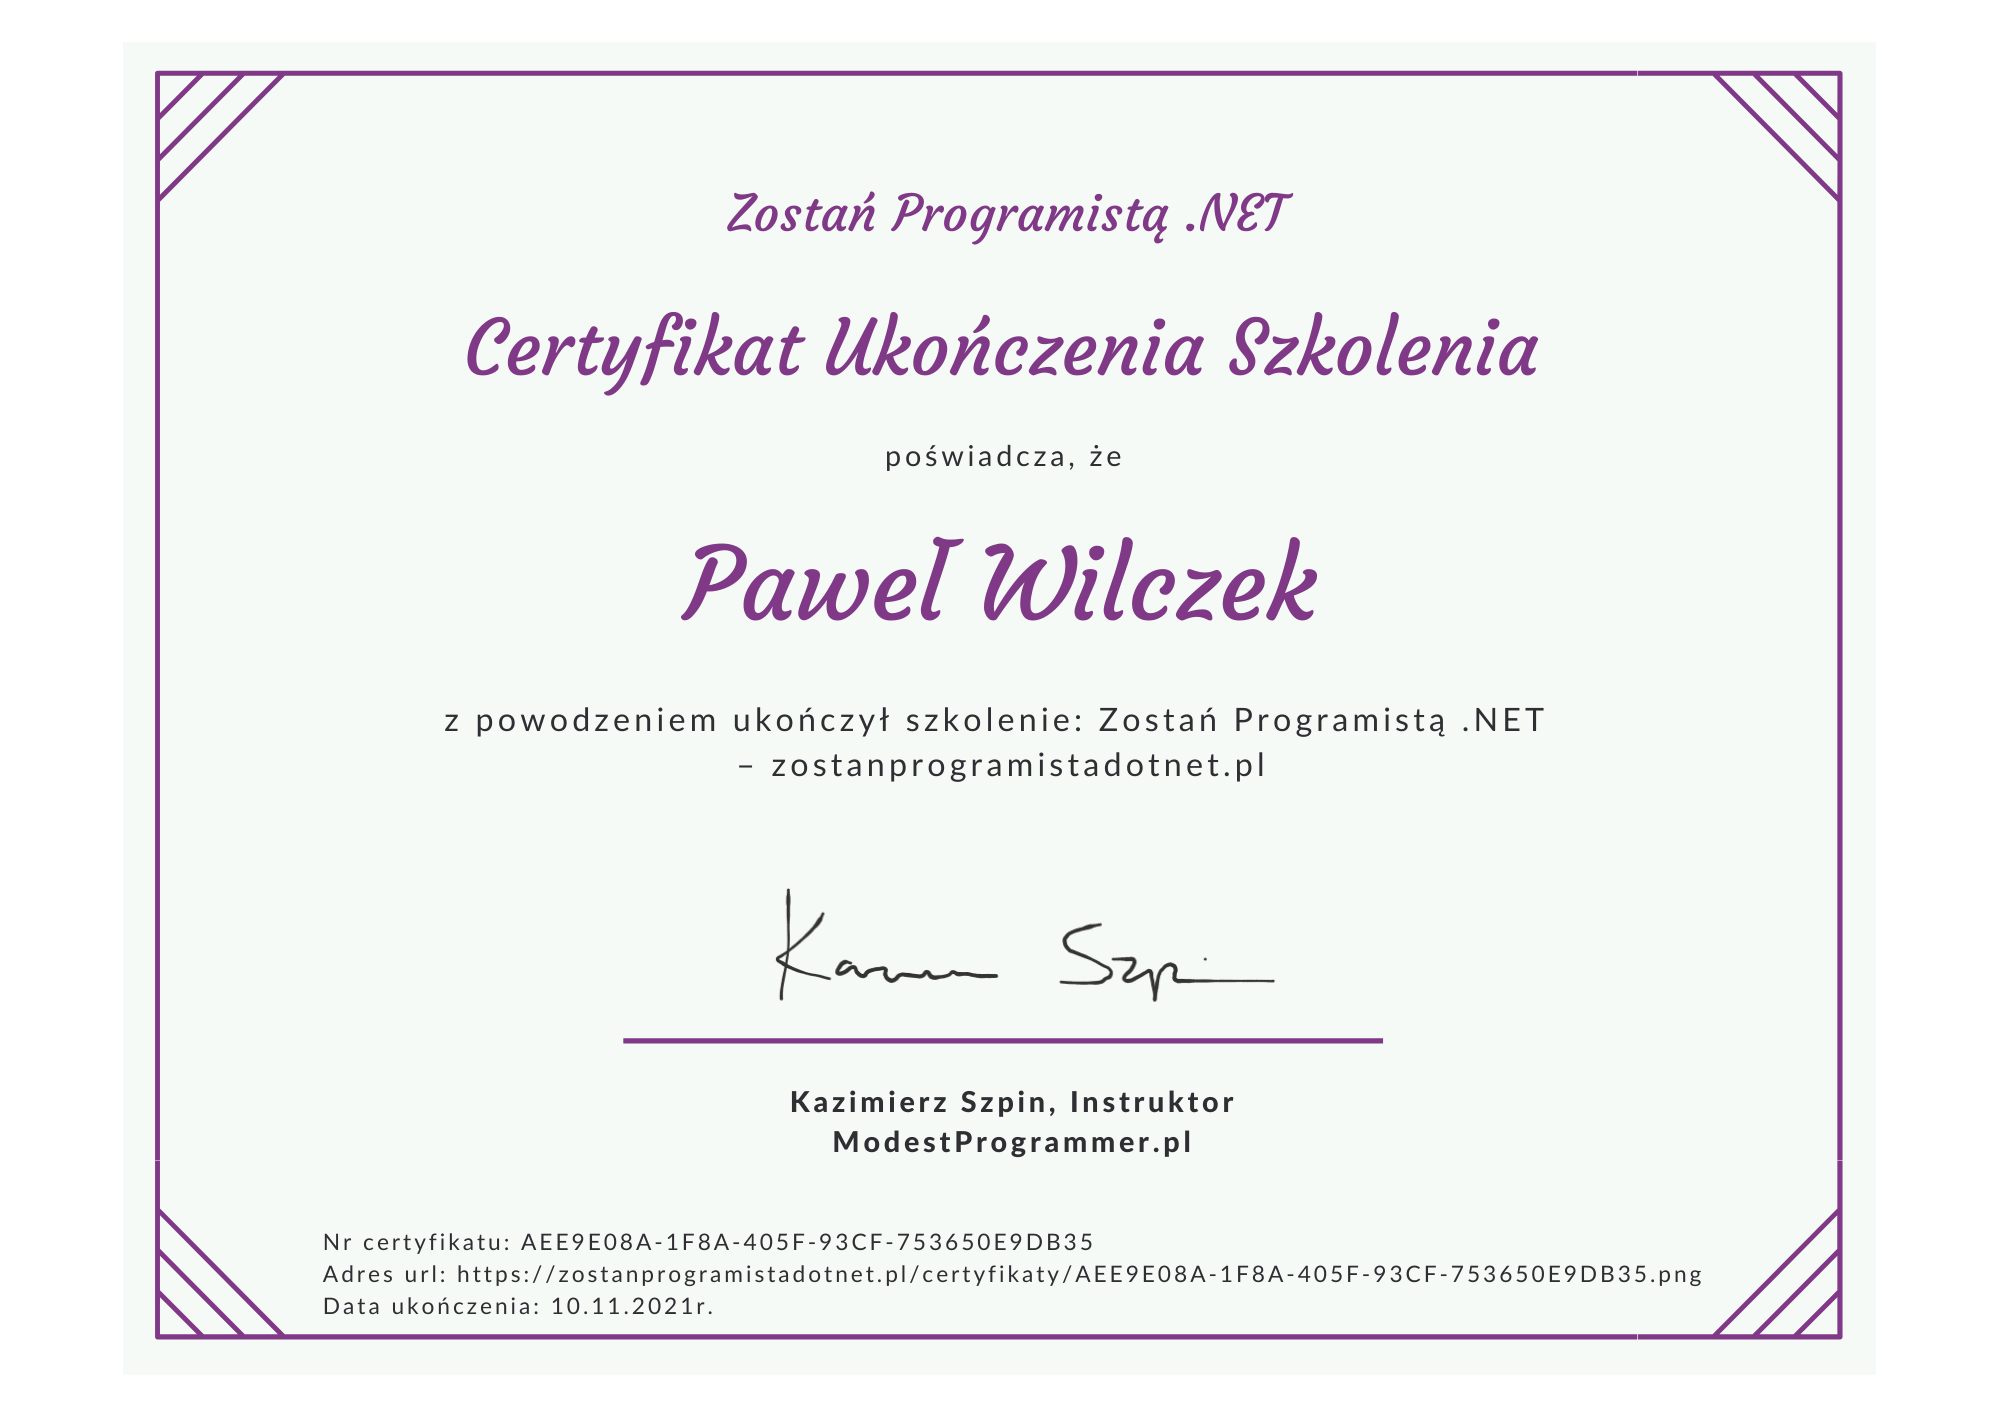 Zostań Programistą .NET
Certyfikat Ukończenia Szkolenia
poświadcza, że
Paweł Wilczek
z powodzeniem ukończył szkolenie: Zostań Programistą .NET
– zostanprogramistadotnet.pl
Kazimierz Szpin, Instruktor
ModestProgrammer.pl
Nr certyfikatu: AEE9E08A-1F8A-405F-93CF-753650E9DB35
Adres url: https://zostanprogramistadotnet.pl/certyfikaty/AEE9E08A-1F8A-405F-93CF-753650E9DB35.png
Data ukończenia: 10.11.2021r.